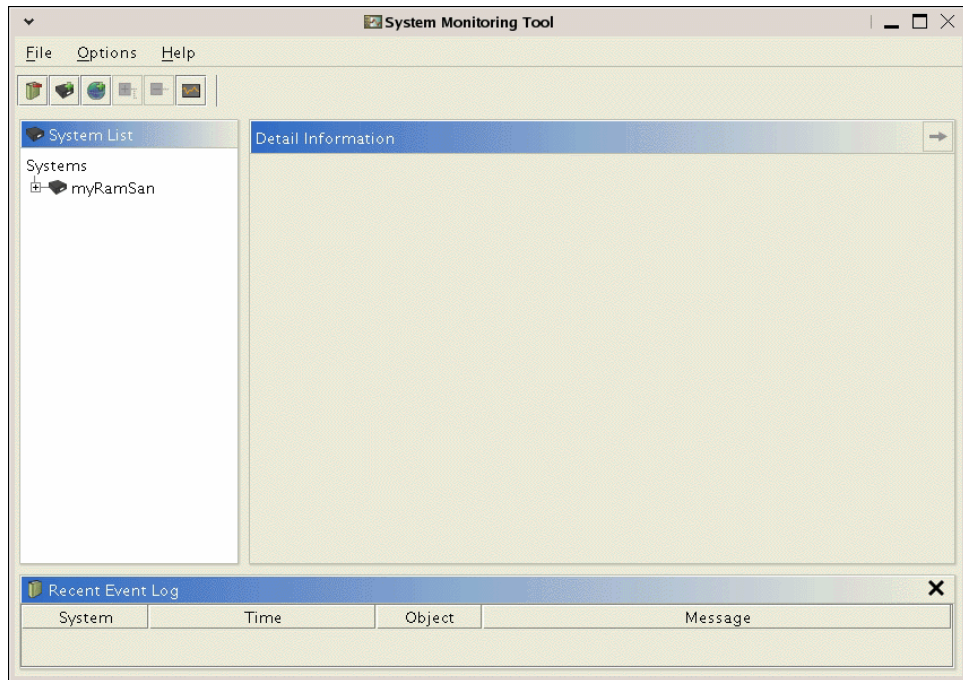 System Monitoring Tool
File Options Help
System List
Detail Information
Systems
myRamSan
Recent Event Log
System Time Object Message